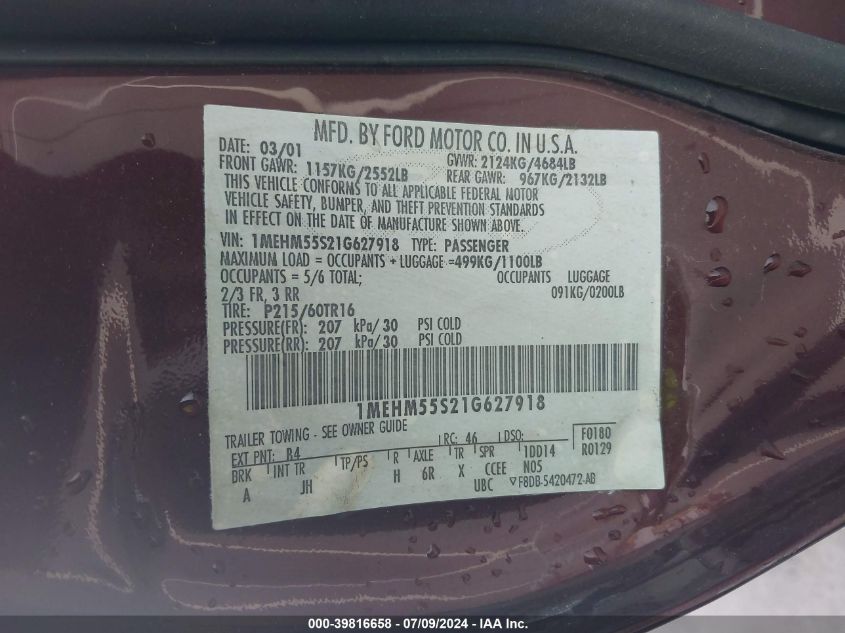 MFD. BY FORD MOTOR CO. IN U.S.A.
DATE: 03/01 GVWR: 2124KG/4684LB
FRONT GAWR: 1157KG/2552LB REAR GAWR: 967KG/2132LB
THIS VEHICLE CONFORMS TO ALL APPLICABLE FEDERAL MOTOR
VEHICLE SAFETY, BUMPER, AND THEFT PREVENTION STANDARDS
IN EFFECT ON THE DATE OF MANUFACTURE SHOWN ABOVE.
VIN: 1MEHM55S21G627918 TYPE: PASSENGER
MAXIMUM LOAD = OCCUPANTS + LUGGAGE =499KG/1100LB
OCCUPANTS = 5/6 TOTAL; OCCUPANTS LUGGAGE
2/3 FR, 3 RR 091KG/0200LB
TIRE: P215/60TR16
PRESSURE(FR) 207 kPa/30 PSI COLD
PRESSURE(RR) 207 kPa/30 PSI COLD
1MEHM55S21G627918
TRAILER TOWING - SEE OWNER GUIDE
EXT PNT: B4 RC: 46 DSO: F0180
BRK INT TR TP/PS R AXLE TR SPR 1DD14 R0129
A JH H 6R X CCEE N05
UBC F8DB-5420472-AB
000-39816658 - 07/09/2024 - IAAI, Inc.